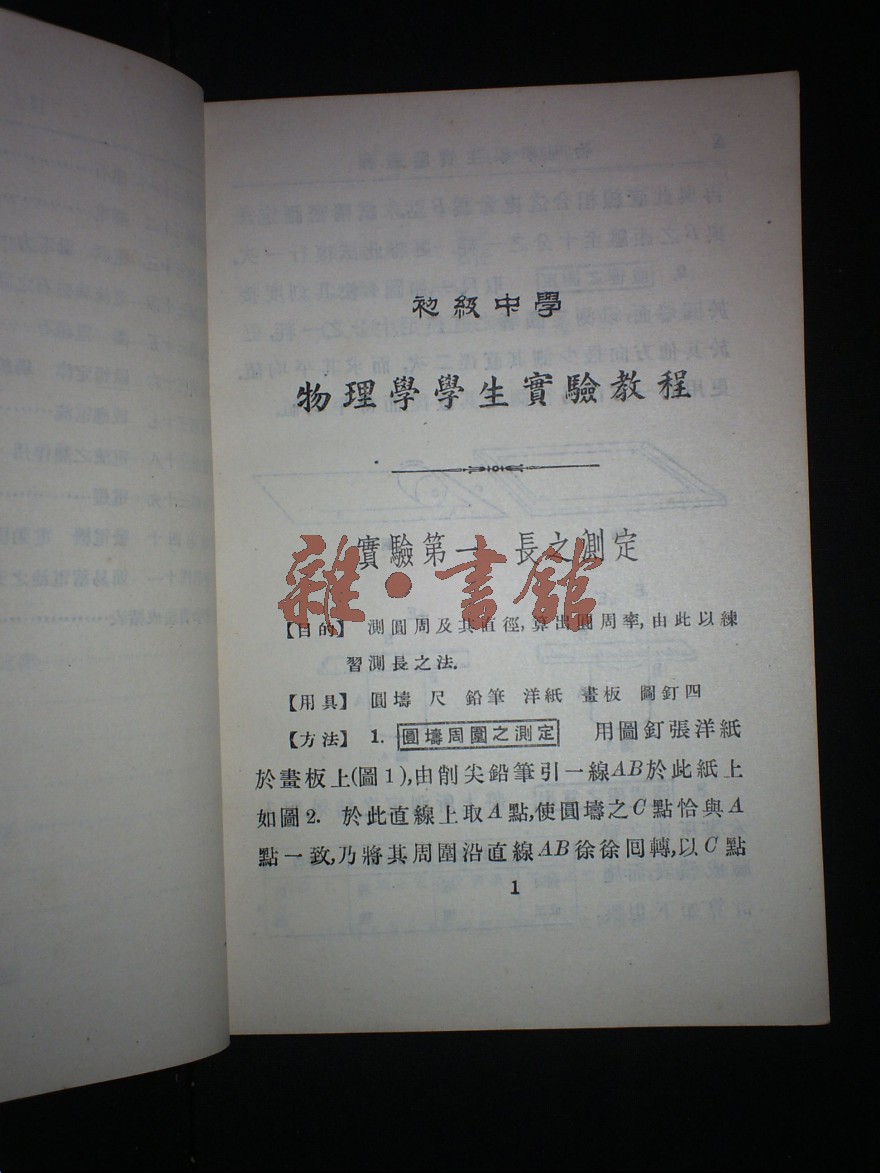 初級中學
物理學學生實驗教程
實驗第一 長之測定
雜·書館
【目的】 測圓周及其直徑,算出圓周率,由此以練
習測長之法.
【用具】 圓壔 尺 鉛筆 洋紙 畫板 圖釘四
【方法】 1. 圓壔周圍之測定 用圖釘張洋紙
於畫板上(圖1),由削尖鉛筆引一線AB於此紙上
如圖2. 於此直線上取A點,使圓壔之C點恰與A
點一致,乃將其周圍沿直線AB徐徐囘轉,以C點
1